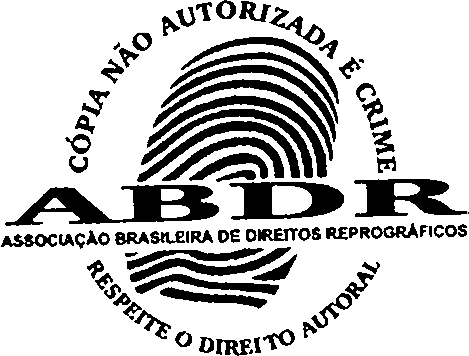 CÓPIA NÃO AUTORIZADA É CRIME
ABDR
ASSOCIAÇÃO BRASILEIRA DE DIREITOS REPROGRÁFICOS
RESPEITE O DIREITO AUTORAL